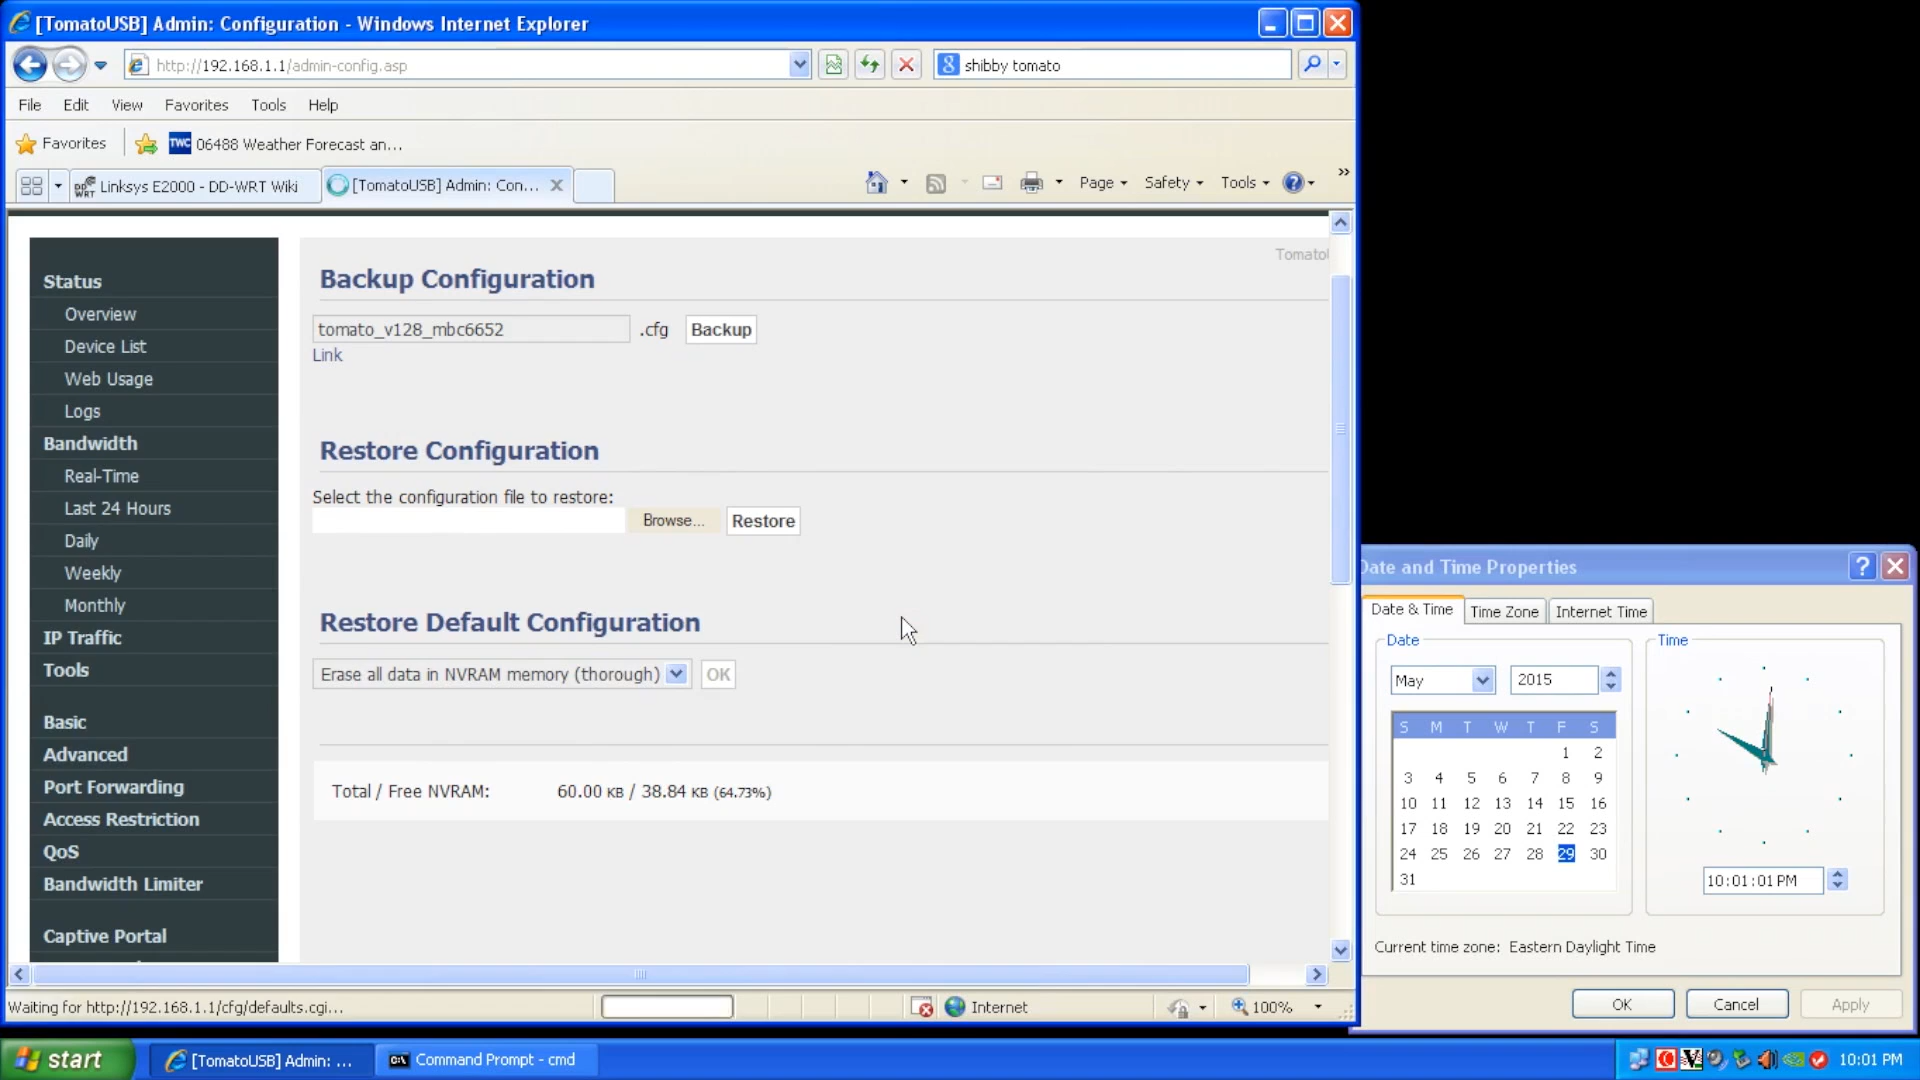 [TomatoUSB] Admin: Configuration - Windows Internet Explorer
http://192.168.1.1/admin-config.asp
shibby tomato
File Edit View Favorites Tools Help
Favorites
TWC 06488 Weather Forecast an...
DD WRT Linksys E2000 - DD-WRT Wiki
[TomatoUSB] Admin: Con...
Page Safety Tools
Status
Overview
Device List
Web Usage
Logs
Bandwidth
Real-Time
Last 24 Hours
Daily
Weekly
Monthly
IP Traffic
Tools
Basic
Advanced
Port Forwarding
Access Restriction
QoS
Bandwidth Limiter
Captive Portal
Backup Configuration
tomato_v128_mbc6652 .cfg Backup
Link
Restore Configuration
Select the configuration file to restore:
Browse... Restore
Restore Default Configuration
Erase all data in NVRAM memory (thorough) OK
Total / Free NVRAM: 60.00 KB / 38.84 KB (64.73%)
Waiting for http://192.168.1.1/cfg/defaults.cgi...
Internet
100%
Date and Time Properties
Date & Time Time Zone Internet Time
Date
May 2015
S M T W T F S
1 2
3 4 5 6 7 8 9
10 11 12 13 14 15 16
17 18 19 20 21 22 23
24 25 26 27 28 29 30
31
Time
10:01:01 PM
Current time zone: Eastern Daylight Time
OK Cancel Apply
start
[TomatoUSB] Admin: ...
Command Prompt - cmd
10:01 PM